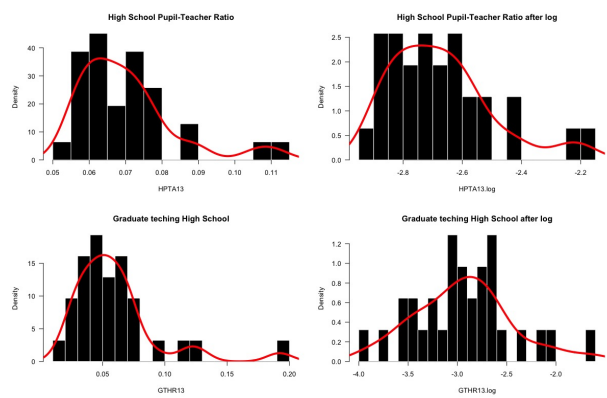 High School Pupil-Teacher Ratio
Density
40
30
20
10
0
0.05 0.06 0.07 0.08 0.09 0.10 0.11
HPTA13
High School Pupil-Teacher Ratio after log
Density
2.5
2.0
1.5
1.0
0.5
0.0
-2.8 -2.6 -2.4 -2.2
HPTA13.log
Graduate teching High School
Density
15
10
5
0
0.05 0.10 0.15 0.20
GTHR13
Graduate teching High School after log
Density
1.2
1.0
0.8
0.6
0.4
0.2
0.0
-4.0 -3.5 -3.0 -2.5 -2.0
GTHR13.log